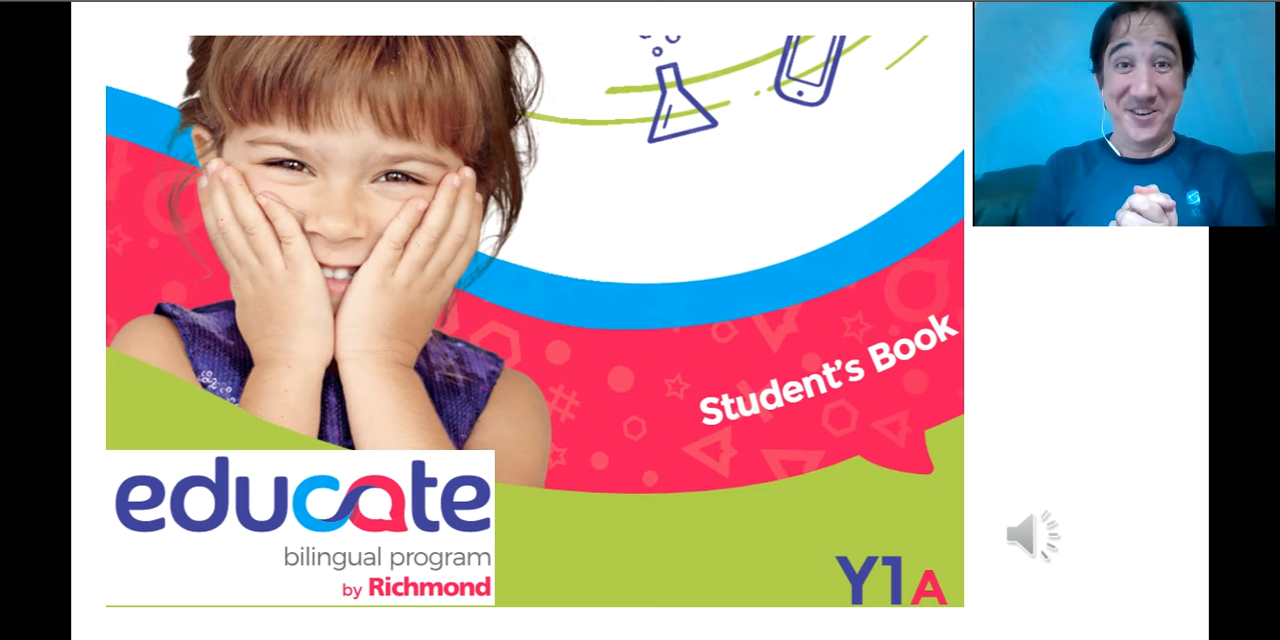 Student's Book
educate
bilingual program
by Richmond
Y1A